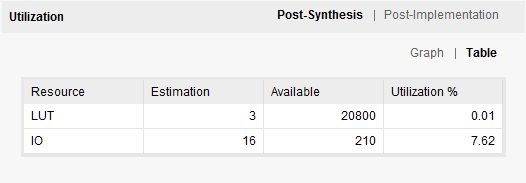 Utilization Post-Synthesis | Post-Implementation
Graph | Table
Resource Estimation Available Utilization %
LUT 3 20800 0.01
IO 16 210 7.62